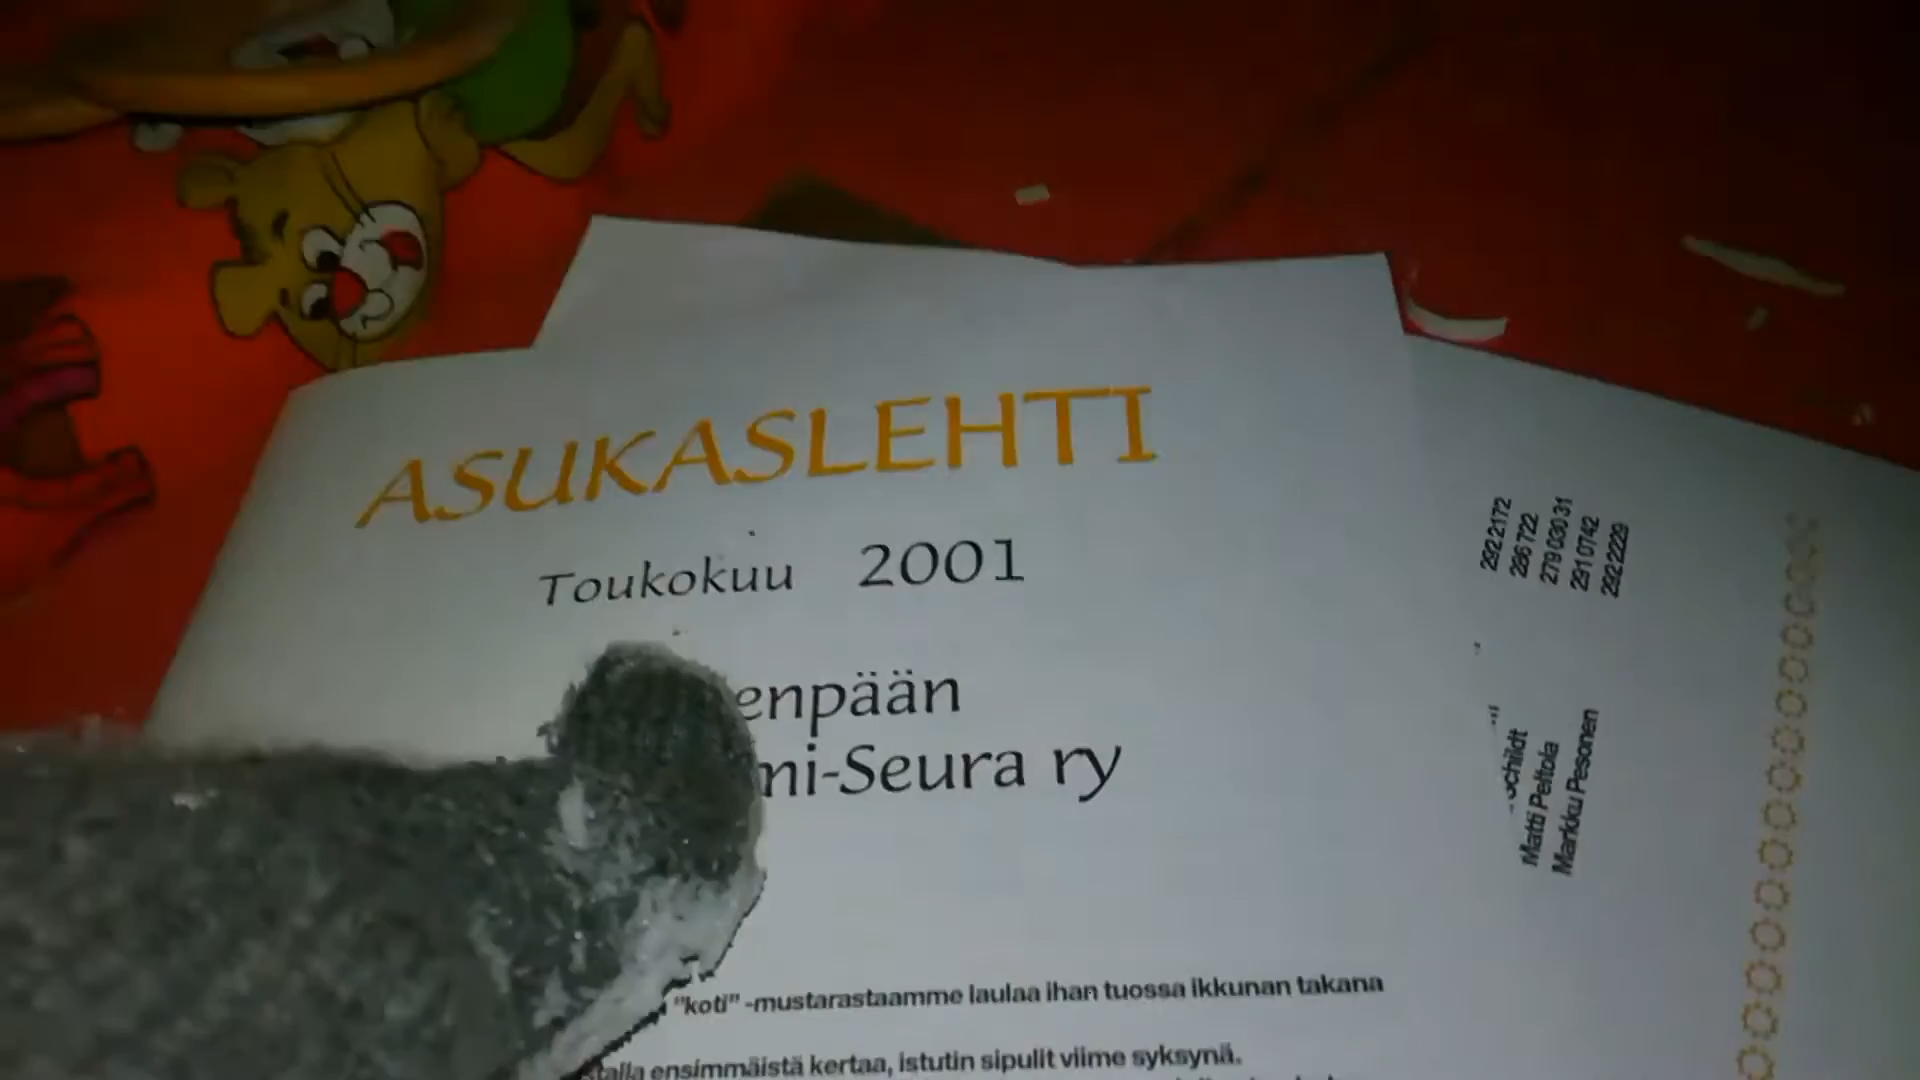 ASUKASLEHTI
Toukokuu 2001
enpään
mi-Seura ry
"koti" -mustarastaamme laulaa ihan tuossa ikkunan takana
ensimmäistä kertaa, istutin sipulit viime syksynä.
292 2172
286 722
279 030 31
291 0742
292 2229
Schildt
Matti Peltola
Markku Pesonen